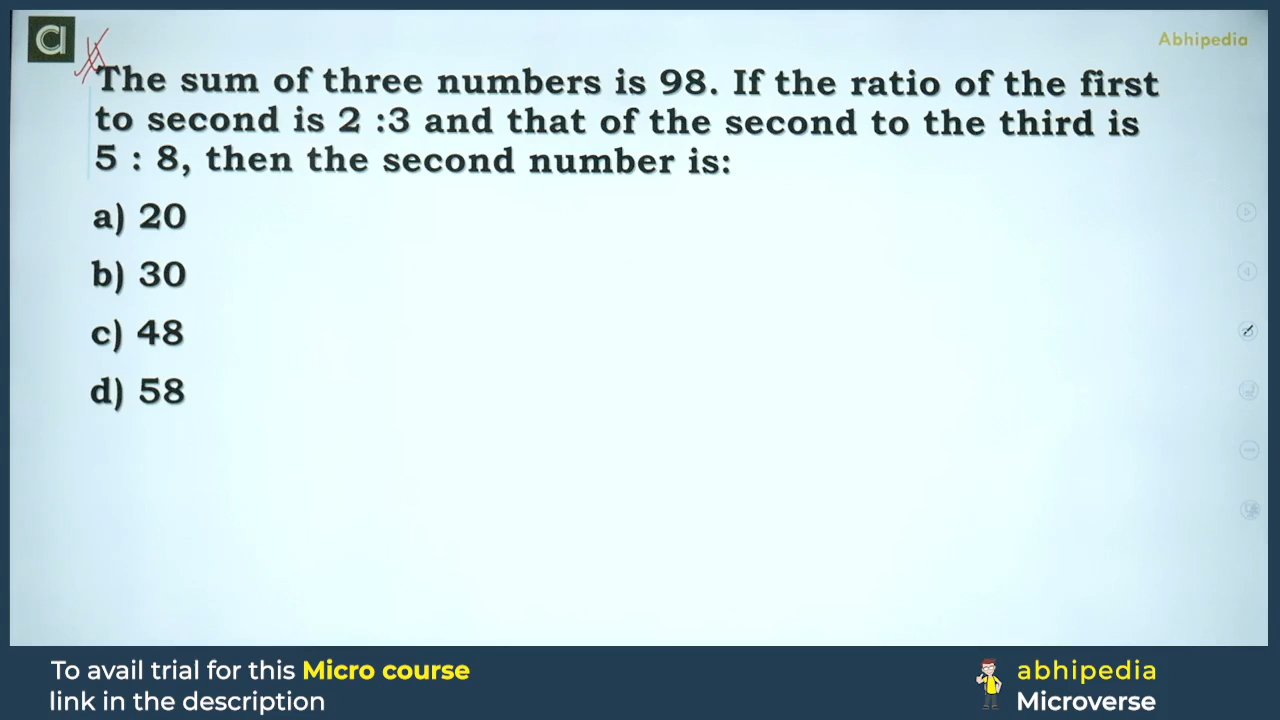 a
Abhipedia
The sum of three numbers is 98. If the ratio of the first
to second is 2 :3 and that of the second to the third is
5 : 8, then the second number is:
a) 20
b) 30
c) 48
d) 58
To avail trial for this Micro course
link in the description
abhipedia
Microverse